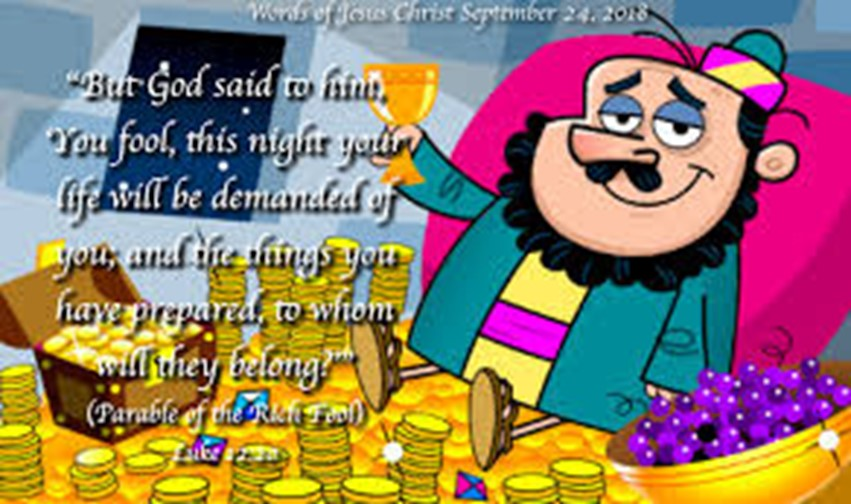 Words of Jesus Christ September 24, 2018
“But God said to him,
‘You fool, this night your
life will be demanded of
you; and the things you
have prepared, to whom
will they belong?’”
(Parable of the Rich Fool)
Luke 12:20